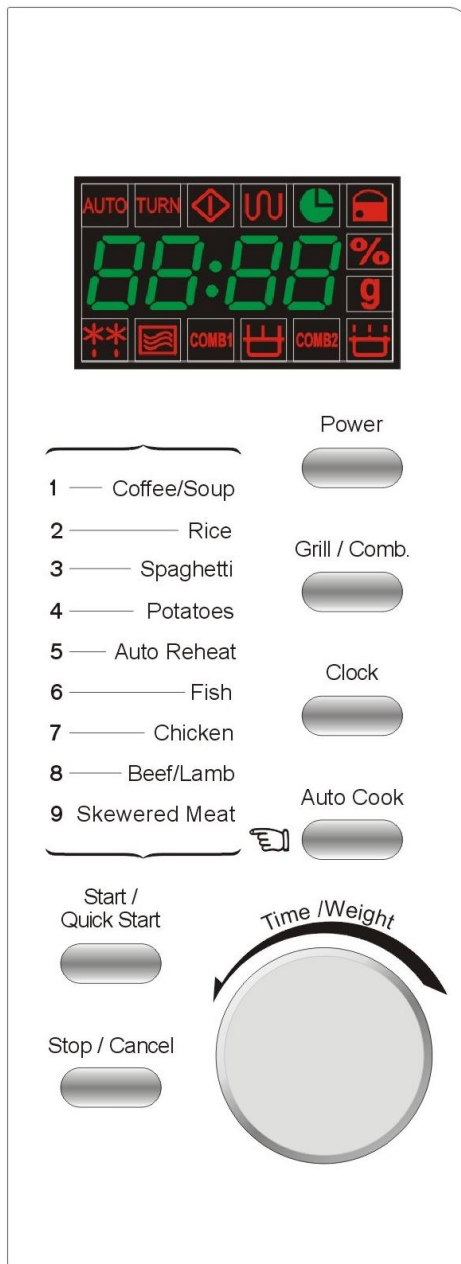 AUTO TURN
88:88 %
g
COMB1 COMB2
Power
1 Coffee/Soup
2 Rice
3 Spaghetti
4 Potatoes
5 Auto Reheat
6 Fish
7 Chicken
8 Beef/Lamb
9 Skewered Meat
Grill / Comb.
Clock
Auto Cook
Start /
Quick Start
Time /Weight
Stop / Cancel